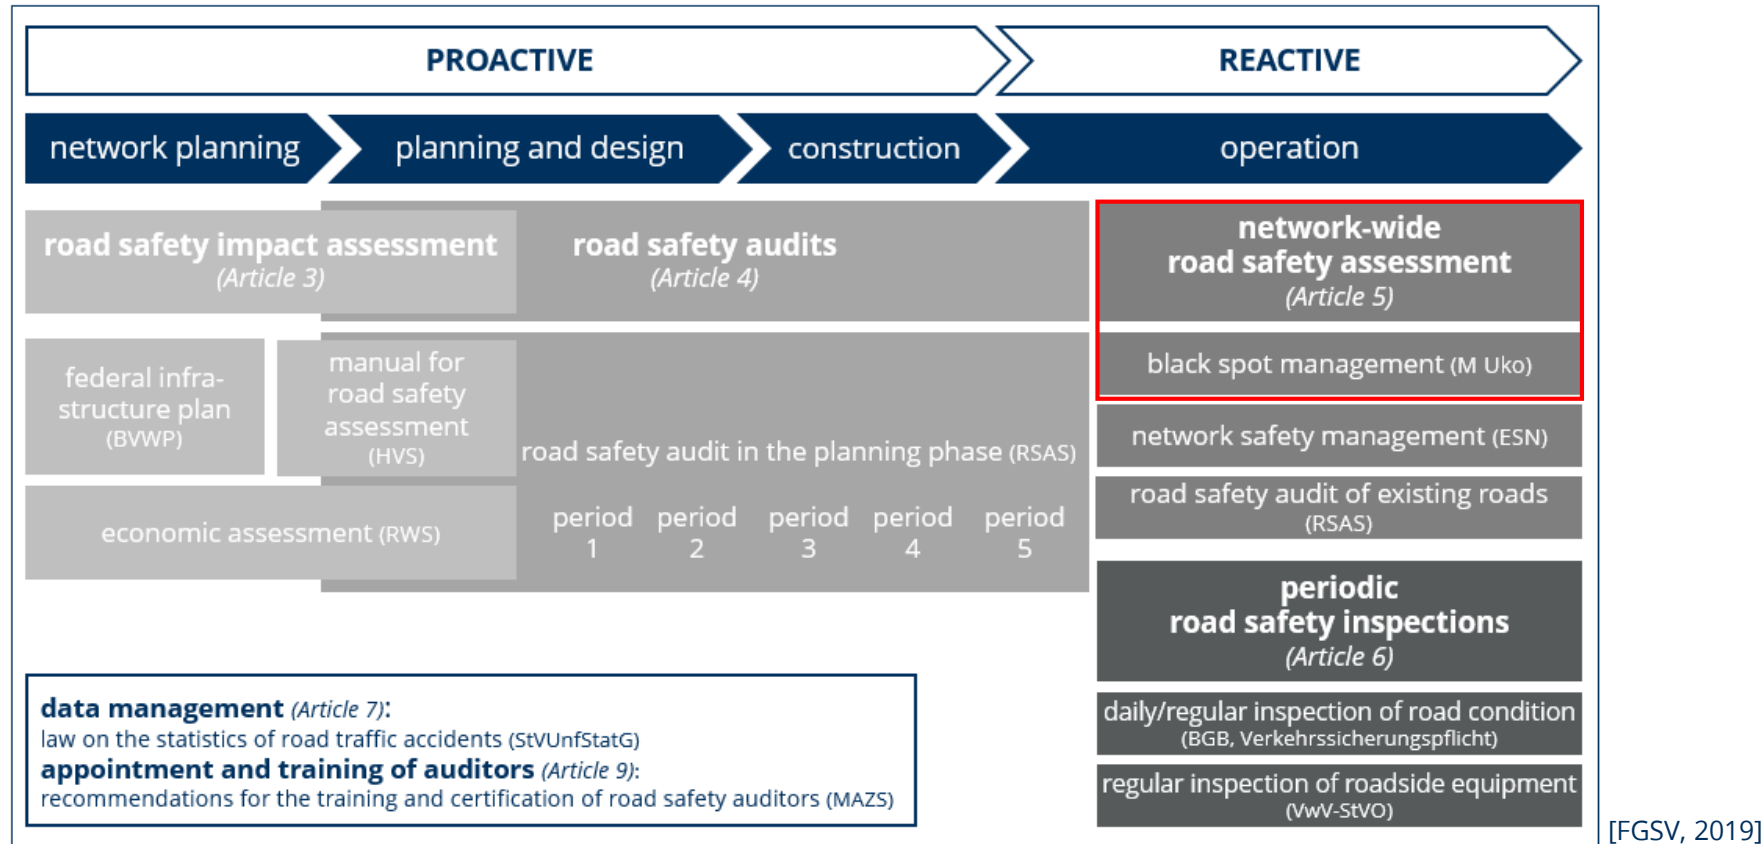 PROACTIVE
REACTIVE
network planning
planning and design
construction
operation
road safety impact assessment
(Article 3)
road safety audits
(Article 4)
network-wide
road safety assessment
(Article 5)
federal infra-
structure plan
(BVWP)
manual for
road safety
assessment
(HVS)
economic assessment (RWS)
road safety audit in the planning phase (RSAS)
period
1
period
2
period
3
period
4
period
5
black spot management (M Uko)
network safety management (ESN)
road safety audit of existing roads
(RSAS)
periodic
road safety inspections
(Article 6)
daily/regular inspection of road condition
(BGB, Verkehrssicherungspflicht)
regular inspection of roadside equipment
(VwV-StVO)
data management (Article 7):
law on the statistics of road traffic accidents (StVUnfStatG)
appointment and training of auditors (Article 9):
recommendations for the training and certification of road safety auditors (MAZS)
[FGSV, 2019]